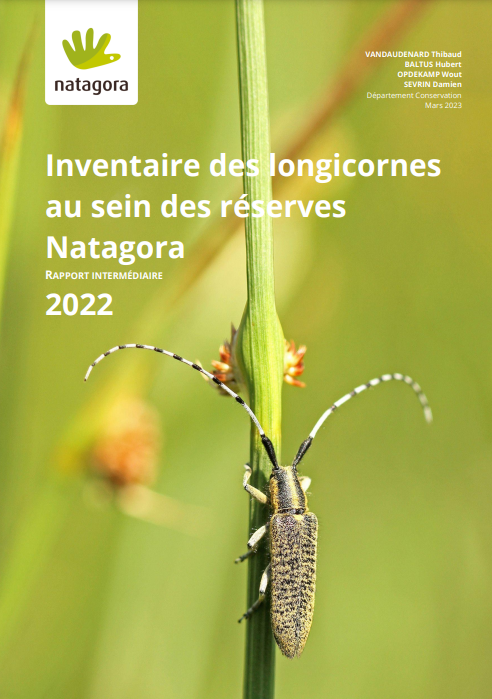 natagora
VANDAUDENARD Thibaud
BALTUS Hubert
OPDEKAMP Wout
SEVRIN Damien
Département Conservation
Mars 2023
Inventaire des longicornes
au sein des réserves
Natagora
RAPPORT INTERMÉDIAIRE
2022